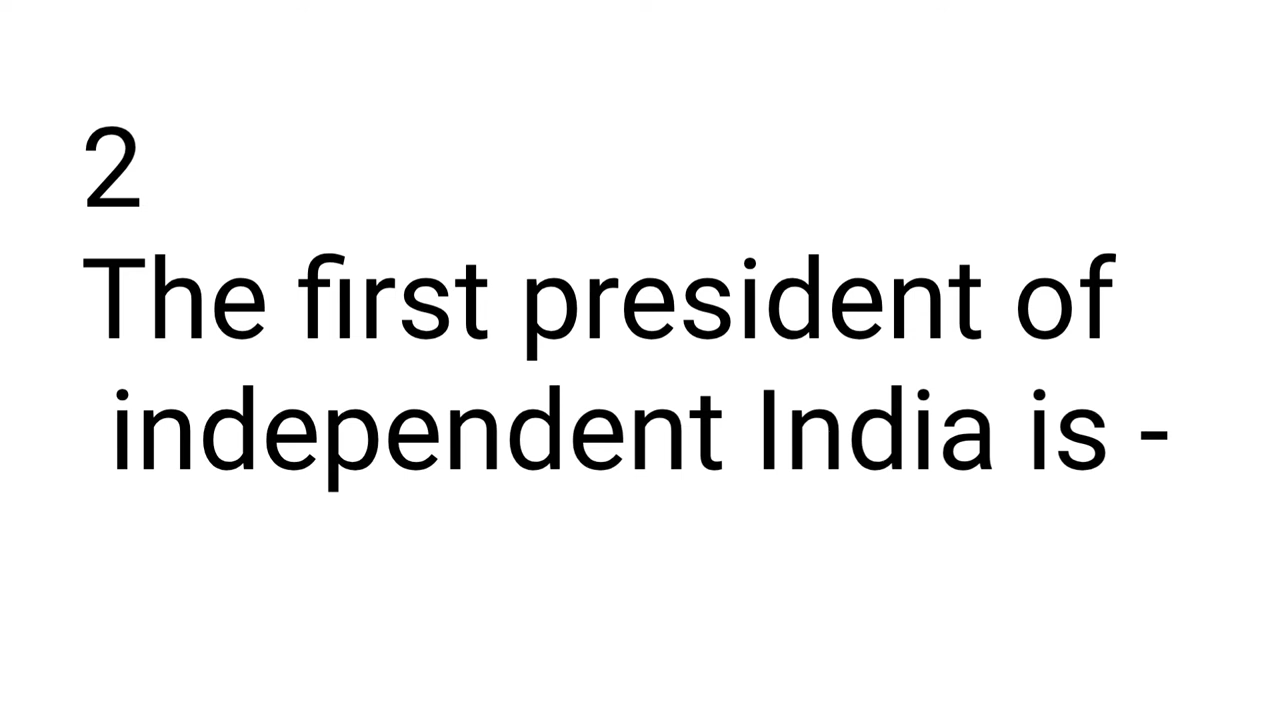 2
The first president of
independent India is -